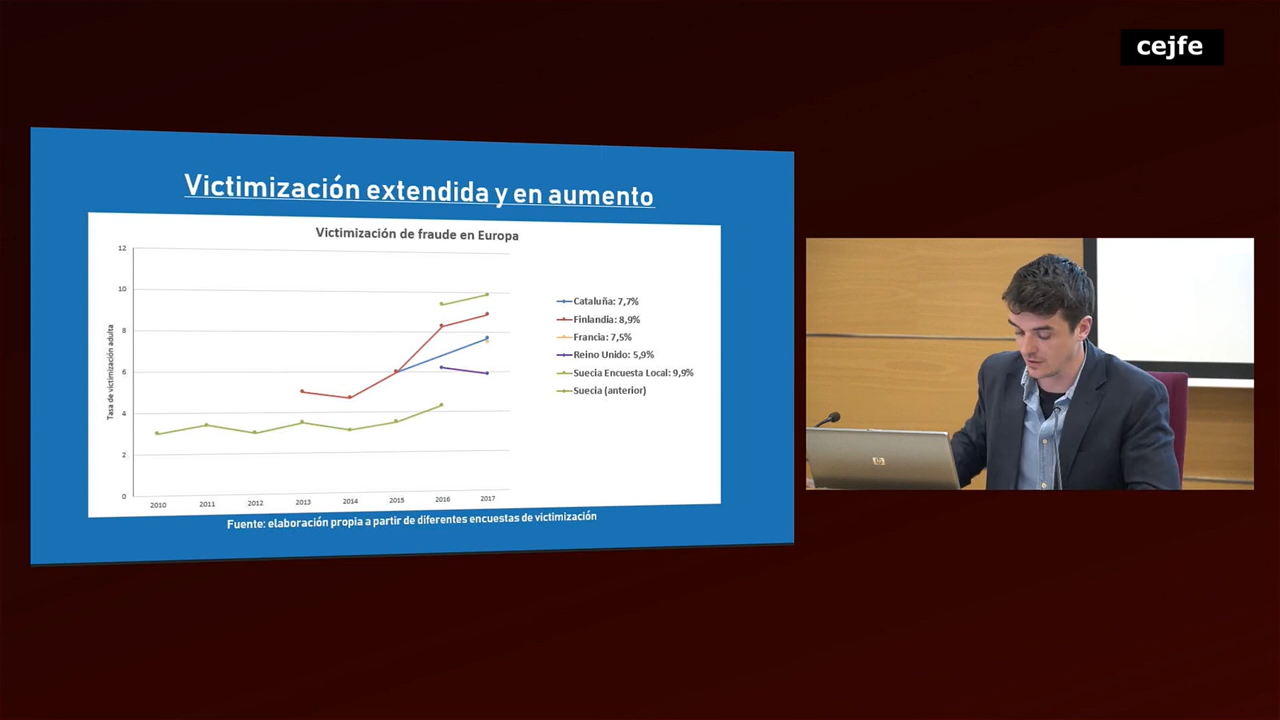 cejfe
Victimización extendida y en aumento
Victimización de fraude en Europa
Tasa de victimización adulta
12
10
8
6
4
2
0
2010 2011 2012 2013 2014 2015 2016 2017
Cataluña: 7,7%
Finlandia: 8,9%
Francia: 7,5%
Reino Unido: 5,9%
Suecia Encuesta Local: 9,9%
Suecia (anterior)
Fuente: elaboración propia a partir de diferentes encuestas de victimización
hp